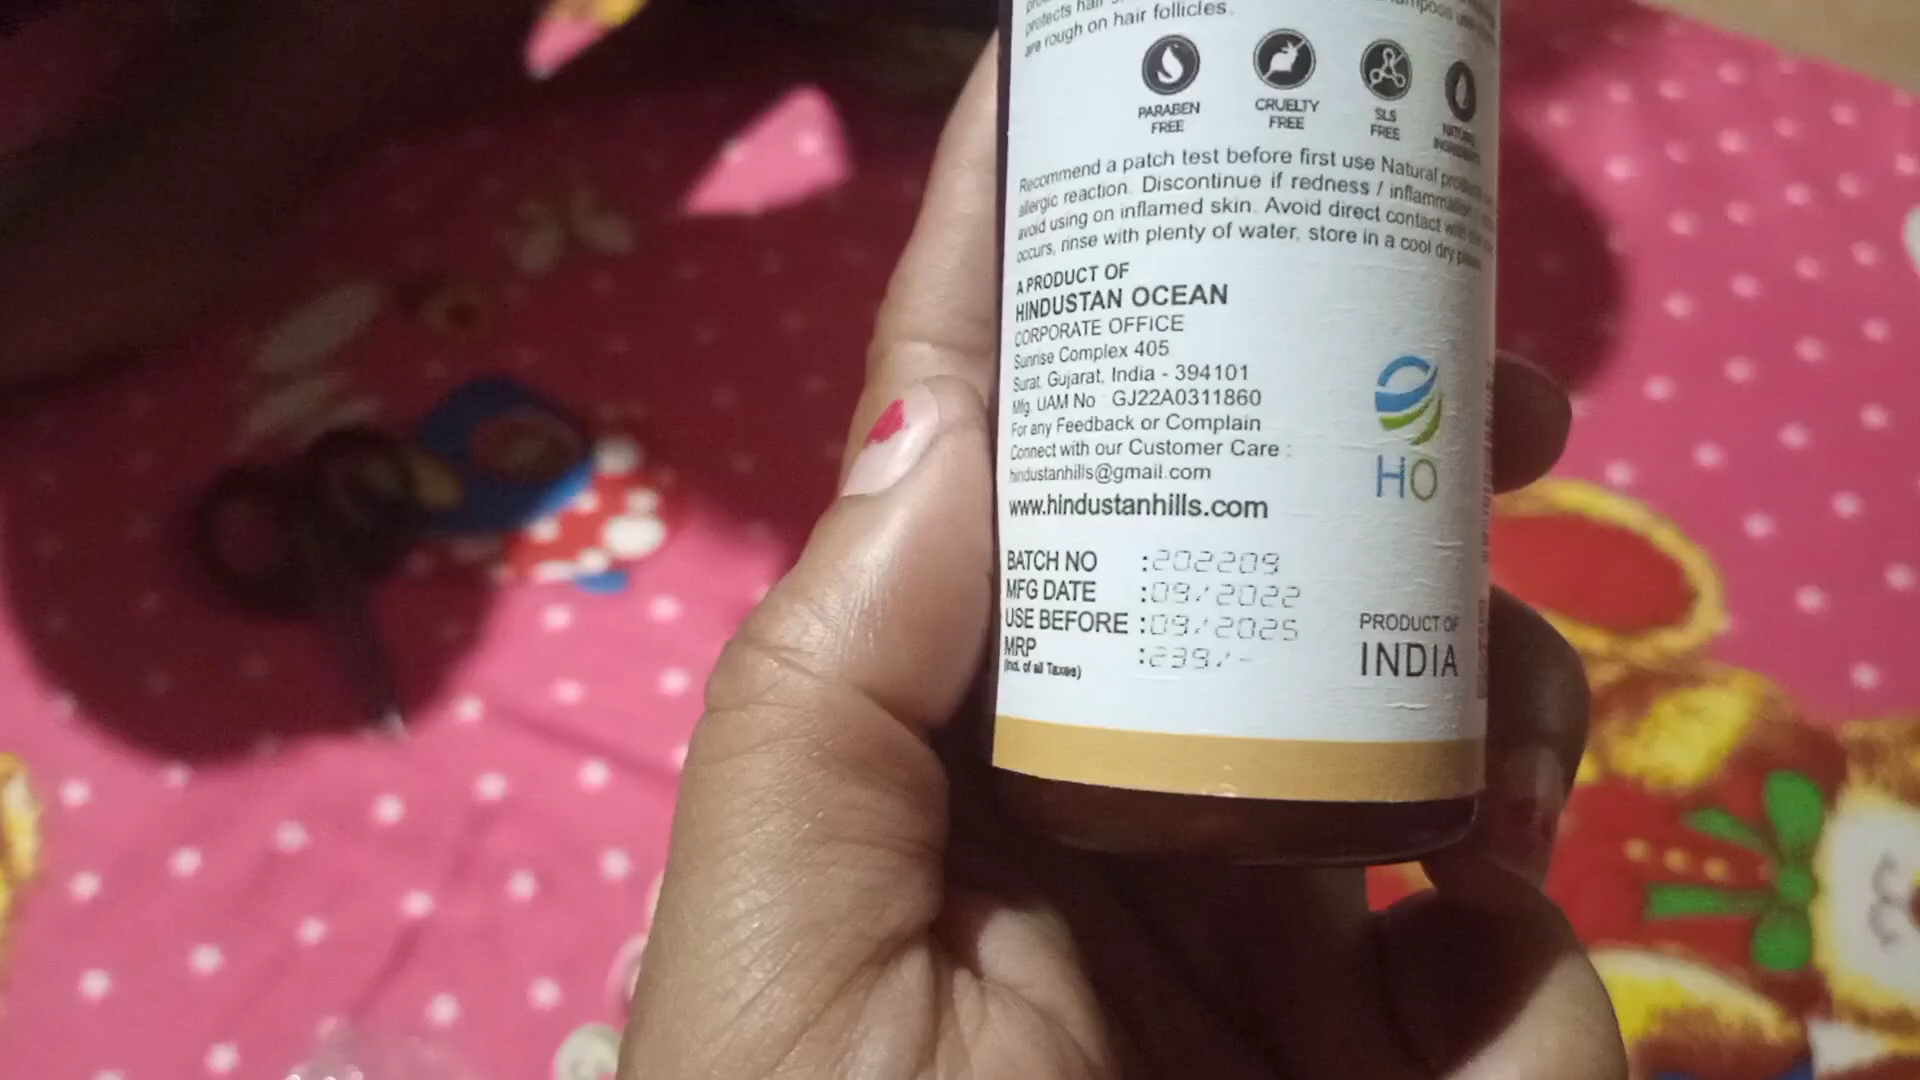 protects hair
are rough on hair follicles.
PARABEN
FREE
CRUELTY
FREE
SLS
FREE
Recommend a patch test before first use Natural
allergic reaction. Discontinue if redness /
avoid using on inflamed skin. Avoid direct contact
occurs, rinse with plenty of water, store in a cool dry place
A PRODUCT OF
HINDUSTAN OCEAN
CORPORATE OFFICE
Sunrise Complex 405
Surat, Gujarat, India - 394101
Mfg. UAM No : GJ22A0311860
For any Feedback or Complain
Connect with our Customer Care :
hindustanhills@gmail.com
www.hindustanhills.com
HO
BATCH NO :202209
MFG DATE :09/2022
USE BEFORE :09/2025
MRP :239/-
(incl. of all Taxes)
PRODUCT OF
INDIA